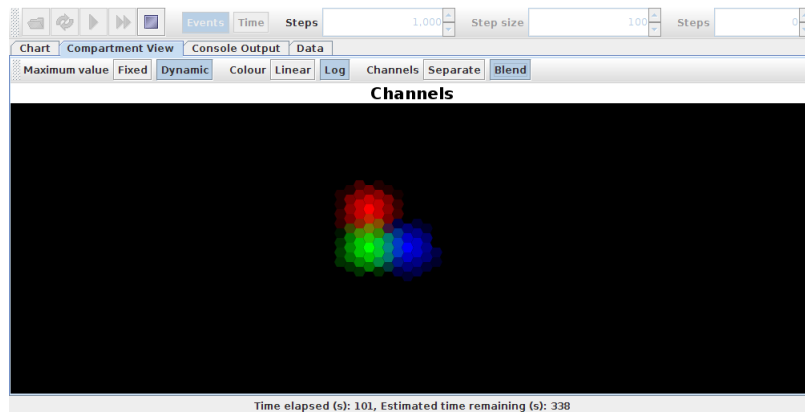 Events Time Steps 1,000 Step size 100 Steps 0
Chart Compartment View Console Output Data
Maximum value Fixed Dynamic Colour Linear Log Channels Separate Blend
Channels
Time elapsed (s): 101, Estimated time remaining (s): 338